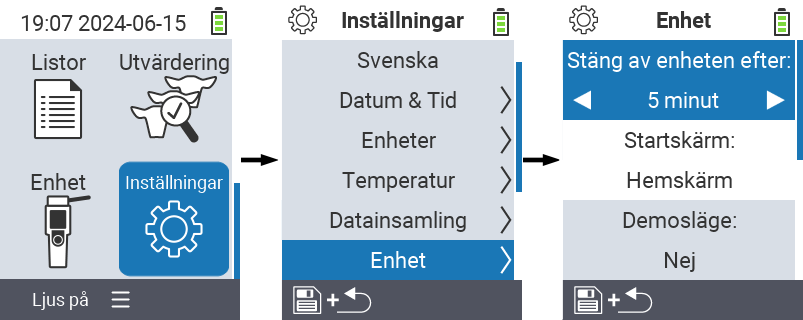 19:07 2024-06-15
Listor
Utvärdering
Enhet
Inställningar
Ljus på
Inställningar
Svenska
Datum & Tid
Enheter
Temperatur
Datainsamling
Enhet
+
Enhet
Stäng av enheten efter:
5 minut
Startskärm:
Hemskärm
Demosläge:
Nej
+